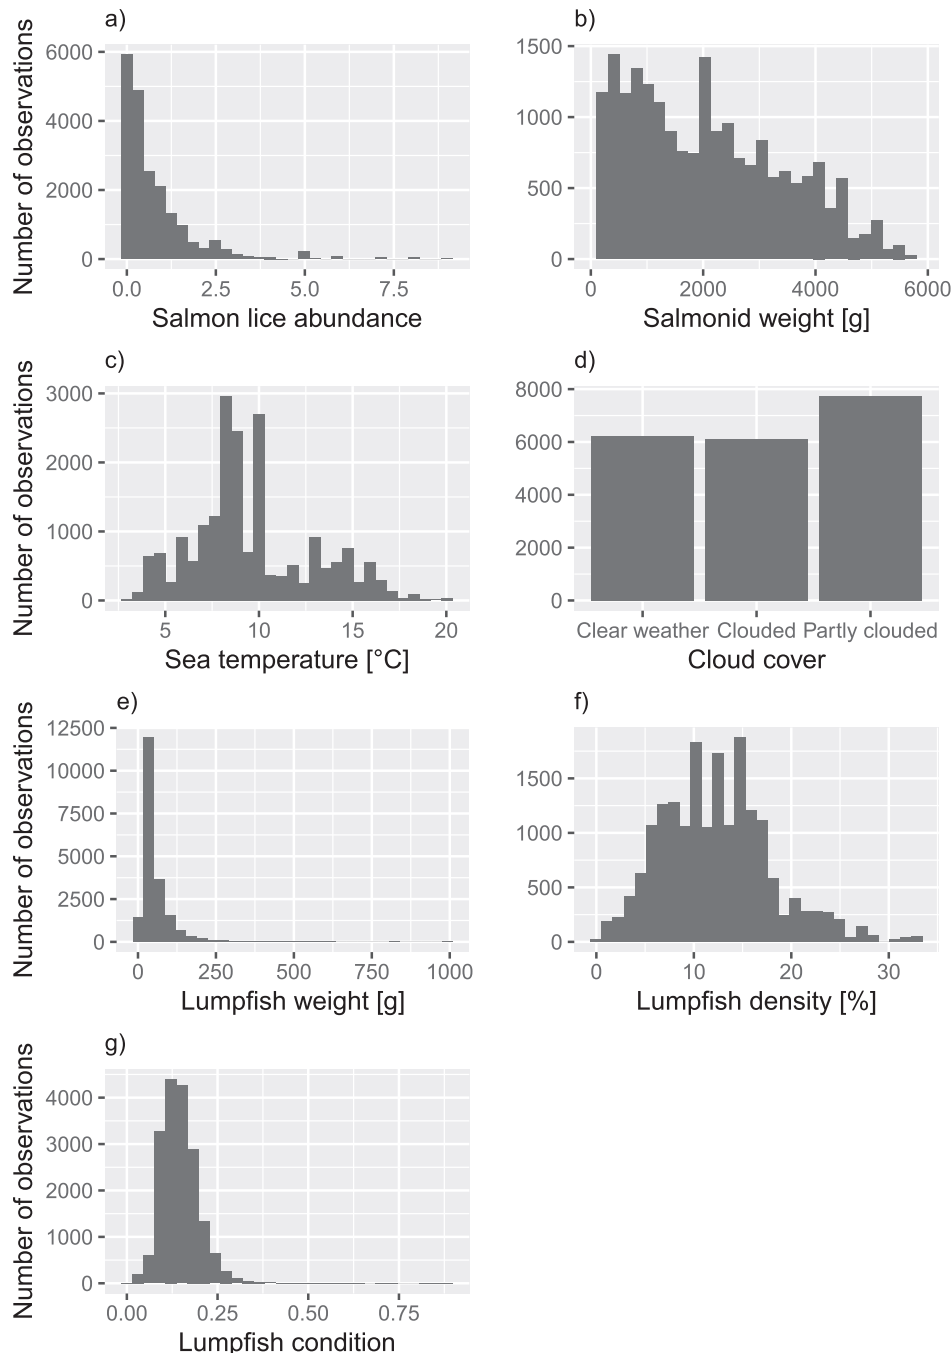 a)
Number of observations
6000
4000
2000
0
0.0 2.5 5.0 7.5
Salmon lice abundance
b)
1500
1000
500
0
0 2000 4000 6000
Salmonid weight [g]
c)
Number of observations
3000
2000
1000
0
5 10 15 20
Sea temperature [°C]
d)
8000
6000
4000
2000
0
Clear weather Clouded Partly clouded
Cloud cover
e)
Number of observations
12500
10000
7500
5000
2500
0
0 250 500 750 1000
Lumpfish weight [g]
f)
1500
1000
500
0
0 10 20 30
Lumpfish density [%]
g)
Number of observations
4000
3000
2000
1000
0
0.00 0.25 0.50 0.75
Lumpfish condition